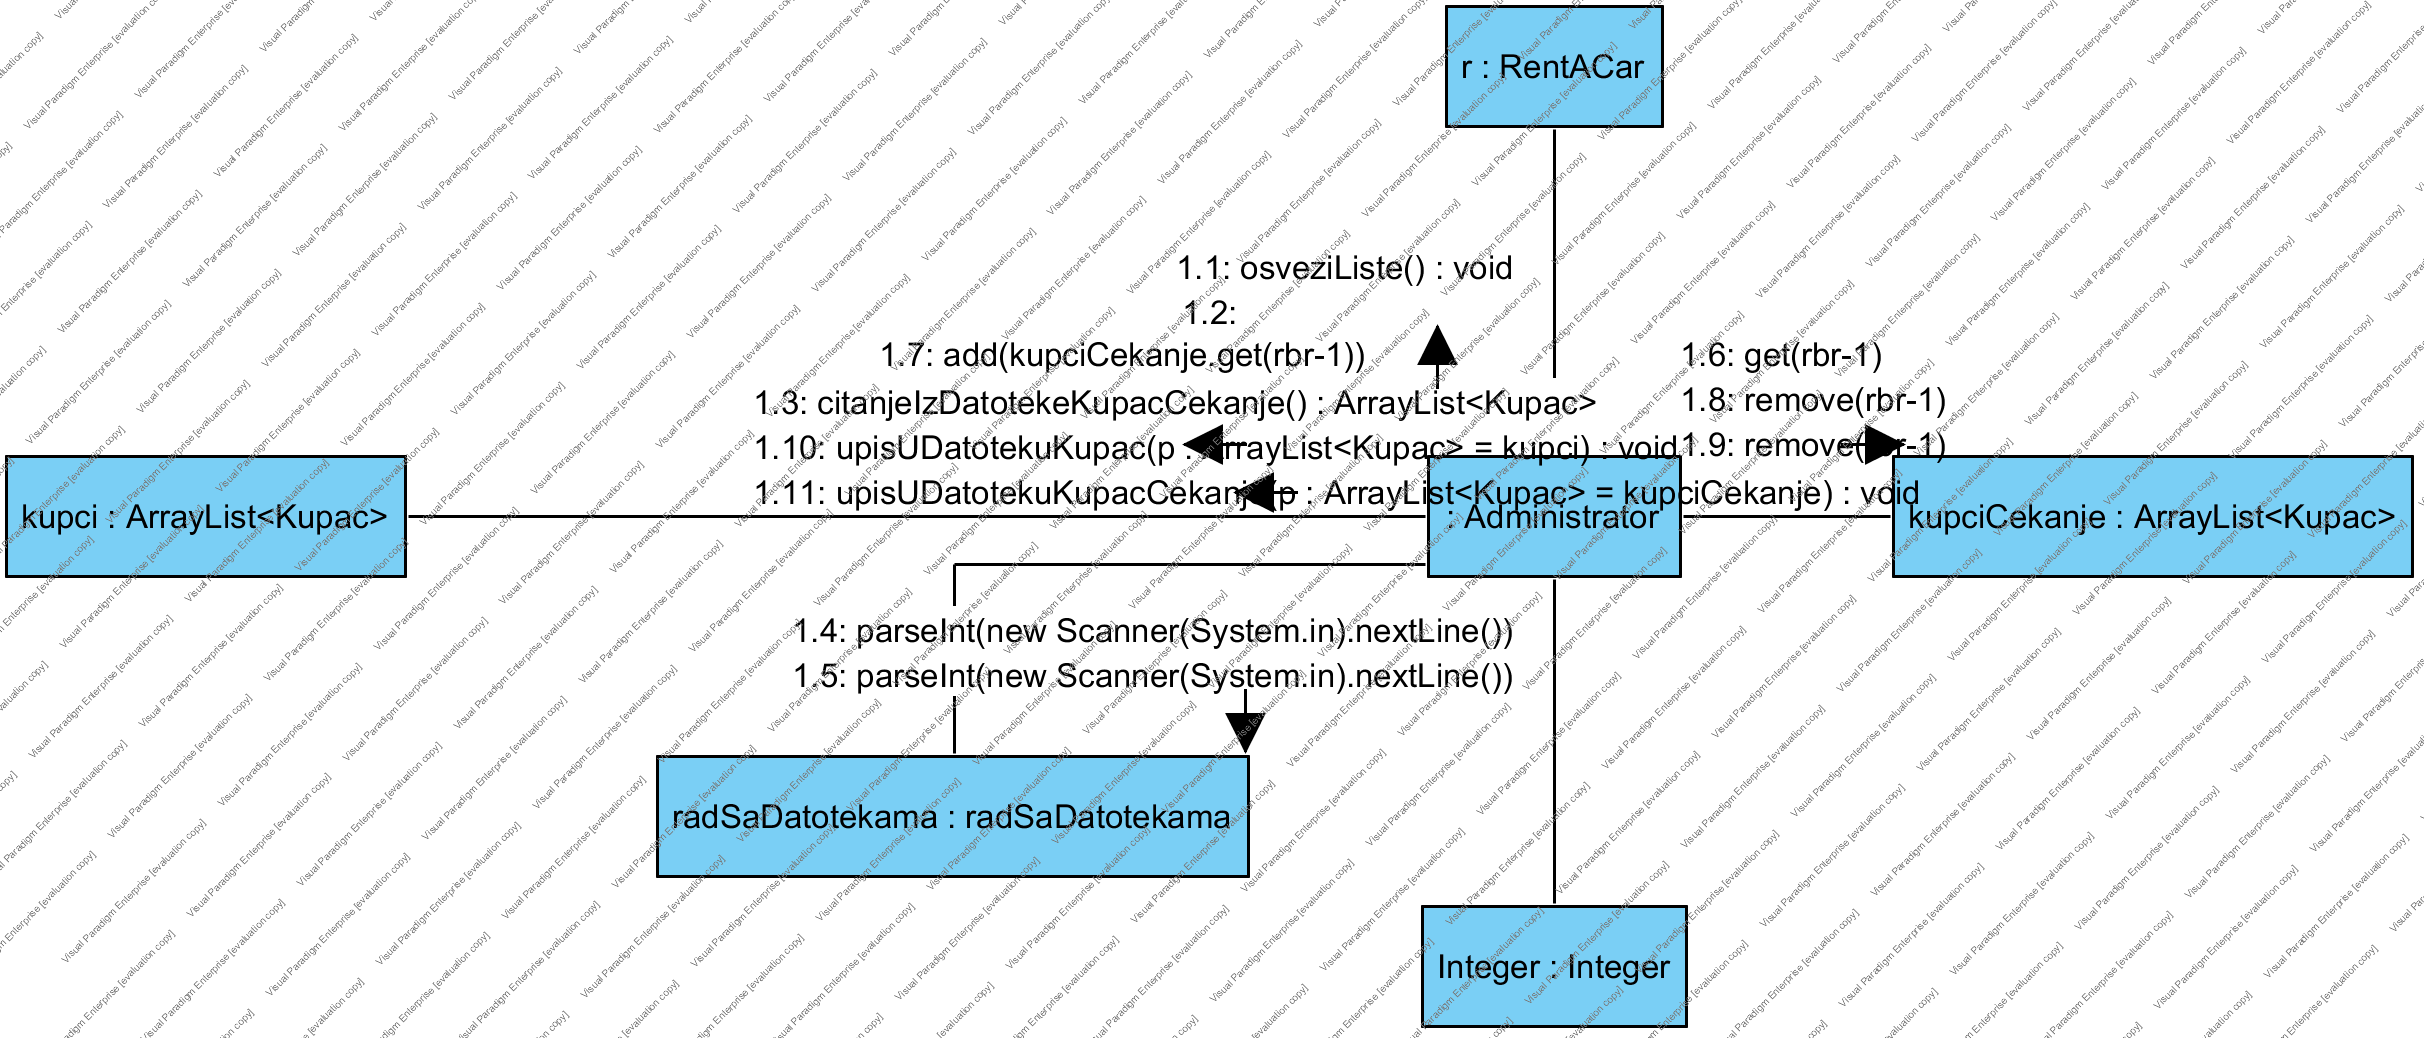 r : RentACar
1.1: osveziListe() : void
1.2:
1.7: add(kupciCekanje.get(rbr-1))
1.6: get(rbr-1)
1.3: citanjeIzDatotekeKupacCekanje() : ArrayList<Kupac>
1.8: remove(rbr-1)
1.10: upisUDatotekuKupac(p : ArrayList<Kupac> = kupci) : void
1.9: remove(rbr-1)
1.11: upisUDatotekuKupacCekanje(p : ArrayList<Kupac> = kupciCekanje) : void
kupci : ArrayList<Kupac>
: Administrator
kupciCekanje : ArrayList<Kupac>
1.4: parseInt(new Scanner(System.in).nextLine())
1.5: parseInt(new Scanner(System.in).nextLine())
radSaDatotekama : radSaDatotekama
Integer : Integer
Visual Paradigm Enterprise [evaluation copy]